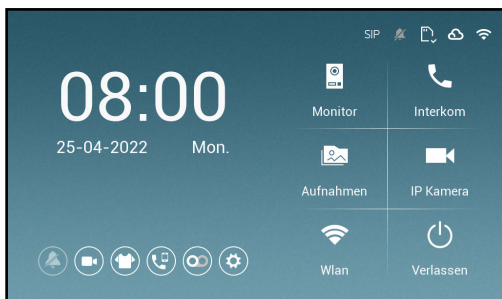 SIP
08:00
25-04-2022 Mon.
Monitor Interkom
Aufnahmen IP Kamera
Wlan Verlassen